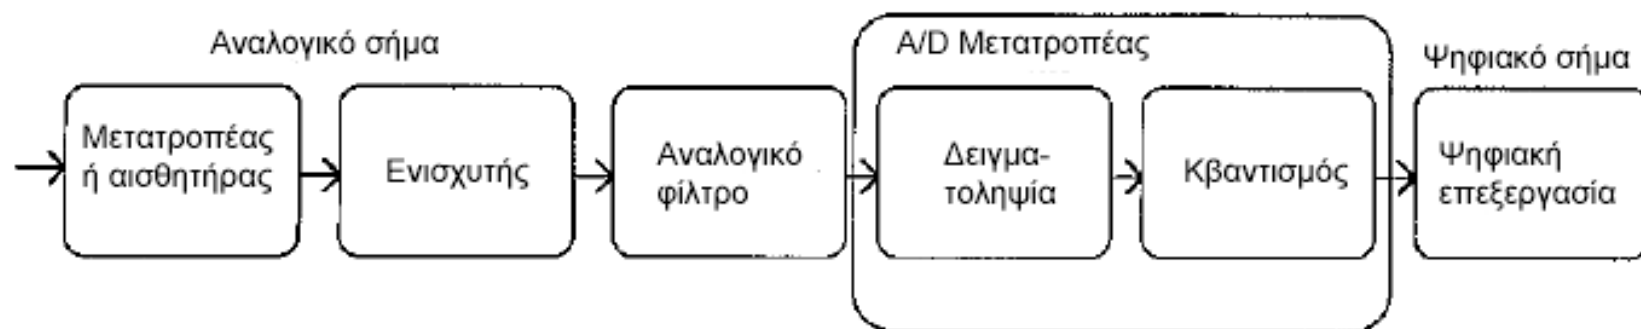 Αναλογικό σήμα
Α/D Μετατροπέας
Ψηφιακό σήμα
Μετατροπέας
ή αισθητήρας
Ενισχυτής
Αναλογικό
φίλτρο
Δειγμα-
τοληψία
Κβαντισμός
Ψηφιακή
επεξεργασία